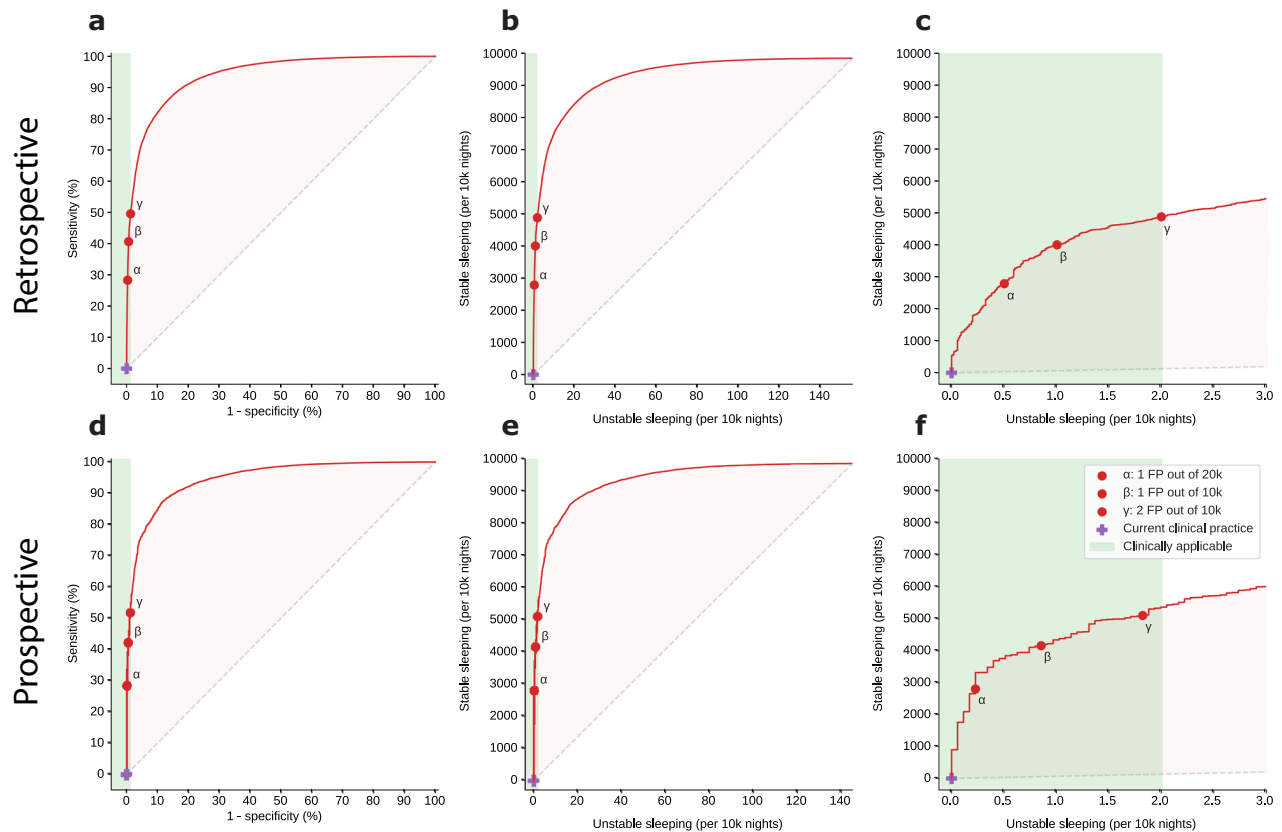 a
b
c
Retrospective
Sensitivity (%)
100
90
80
70
60
50
40
30
20
10
0
γ
β
α
0 10 20 30 40 50 60 70 80 90 100
1 - specificity (%)
Stable sleeping (per 10k nights)
10000
9000
8000
7000
6000
5000
4000
3000
2000
1000
0
γ
β
α
0 20 40 60 80 100 120 140
Unstable sleeping (per 10k nights)
Stable sleeping (per 10k nights)
10000
9000
8000
7000
6000
5000
4000
3000
2000
1000
0
α
β
γ
0.0 0.5 1.0 1.5 2.0 2.5 3.0
Unstable sleeping (per 10k nights)
d
e
f
Prospective
Sensitivity (%)
100
90
80
70
60
50
40
30
20
10
0
γ
β
α
0 10 20 30 40 50 60 70 80 90 100
1 - specificity (%)
Stable sleeping (per 10k nights)
10000
9000
8000
7000
6000
5000
4000
3000
2000
1000
0
γ
β
α
0 20 40 60 80 100 120 140
Unstable sleeping (per 10k nights)
Stable sleeping (per 10k nights)
10000
9000
8000
7000
6000
5000
4000
3000
2000
1000
0
α: 1 FP out of 20k
β: 1 FP out of 10k
γ: 2 FP out of 10k
Current clinical practice
Clinically applicable
α
β
γ
0.0 0.5 1.0 1.5 2.0 2.5 3.0
Unstable sleeping (per 10k nights)